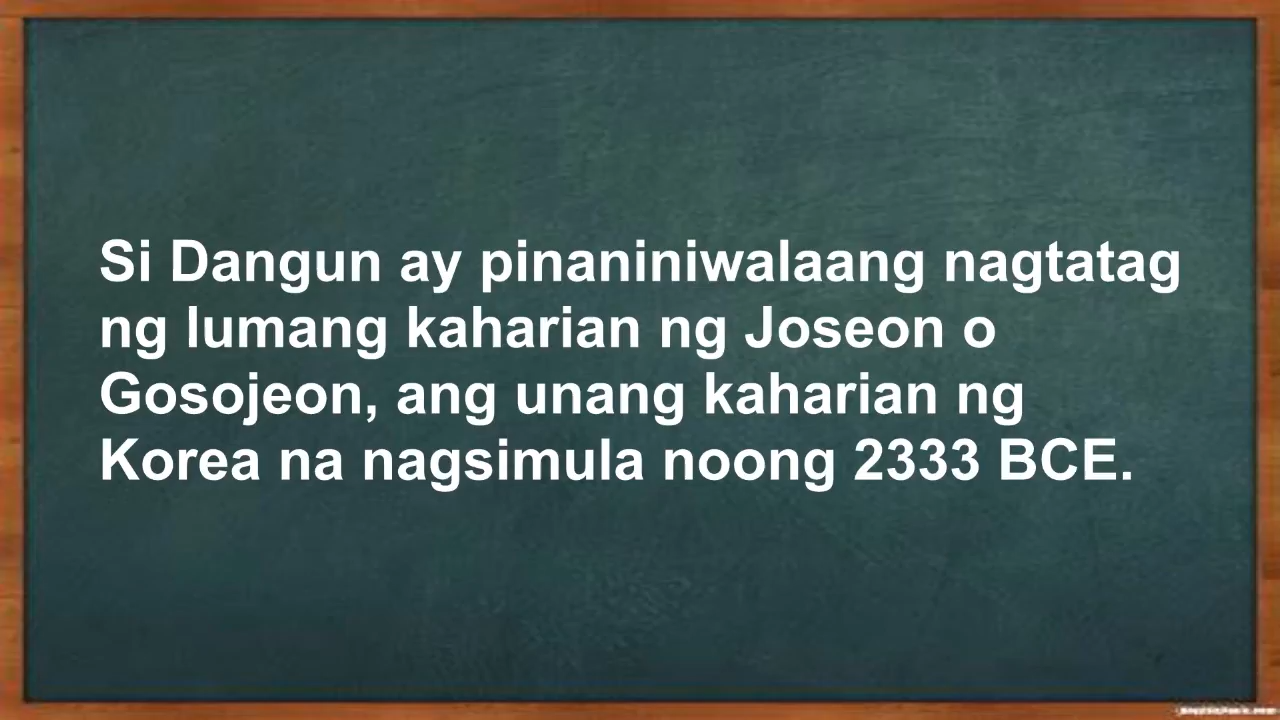 Si Dangun ay pinaniniwalaang nagtatag
ng lumang kaharian ng Joseon o
Gosojeon, ang unang kaharian ng
Korea na nagsimula noong 2333 BCE.